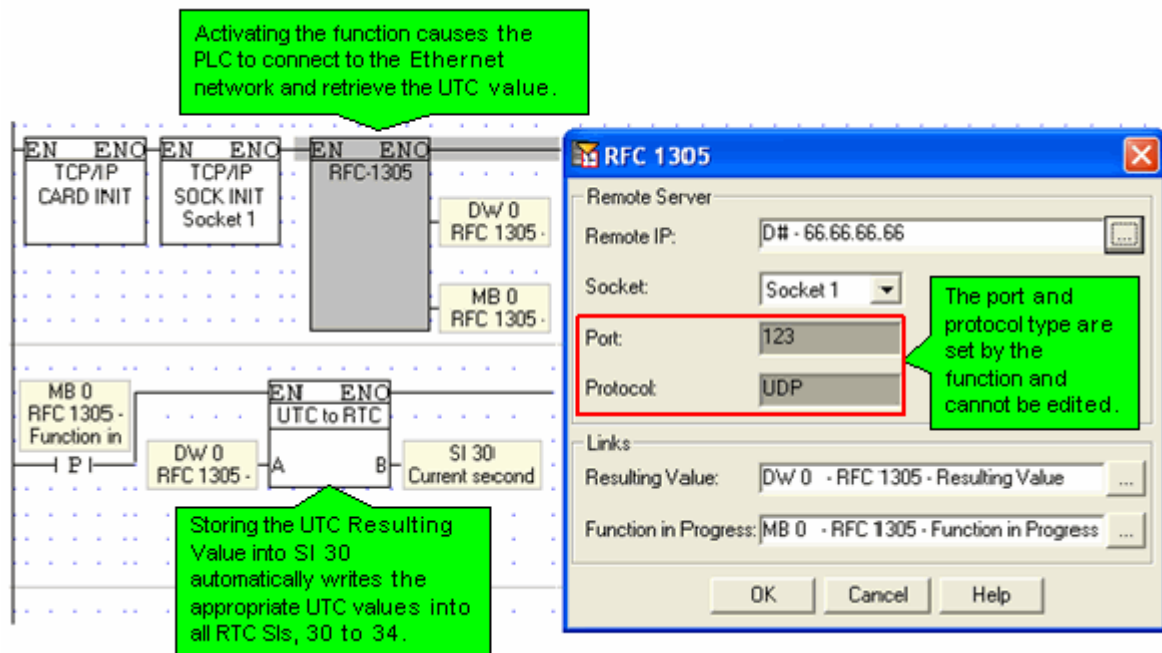 Activating the function causes the
PLC to connect to the Ethernet
network and retrieve the UTC value.
EN ENO
TCP/IP
CARD INIT
EN ENO
TCP/IP
SOCK INIT
Socket 1
EN ENO
RFC-1305
DW 0
RFC 1305 -
MB 0
RFC 1305 -
MB 0
RFC 1305 -
Function in
P
DW 0
RFC 1305 -
EN ENO
UTC to RTC
A B
SI 30
Current second
Storing the UTC Resulting
Value into SI 30
automatically writes the
appropriate UTC values into
all RTC SIs, 30 to 34.
RFC 1305
Remote Server
Remote IP: D# - 66.66.66.66 ...
Socket: Socket 1
Port: 123
Protocol: UDP
The port and
protocol type are
set by the
function and
cannot be edited.
Links
Resulting Value: DW 0 - RFC 1305 - Resulting Value ...
Function in Progress: MB 0 - RFC 1305 - Function in Progress ...
OK Cancel Help